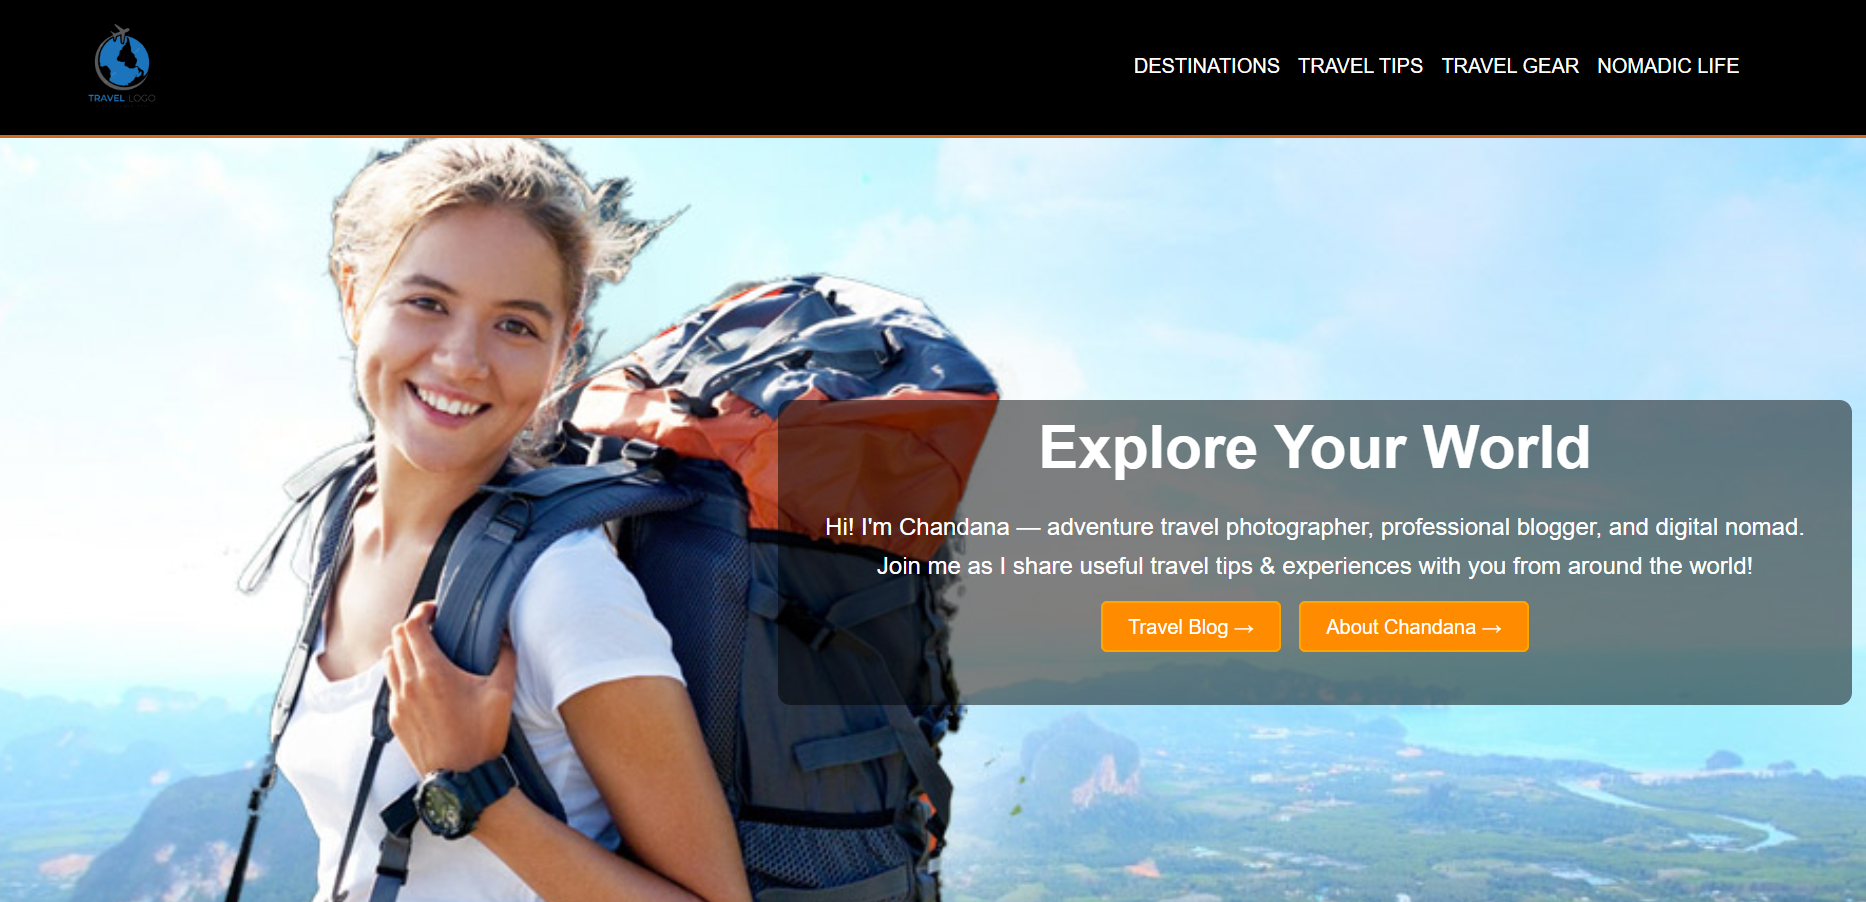 TRAVEL LOGO
DESTINATIONS TRAVEL TIPS TRAVEL GEAR NOMADIC LIFE
Explore Your World
Hi! I'm Chandana — adventure travel photographer, professional blogger, and digital nomad.
Join me as I share useful travel tips & experiences with you from around the world!
Travel Blog → About Chandana →